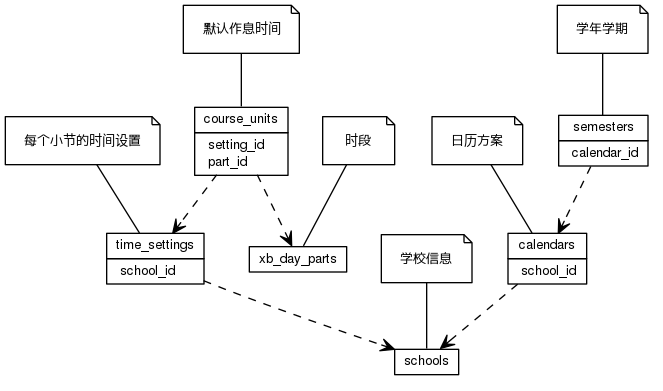 默认作息时间
学年学期
course_units
setting_id
part_id
每个小节的时间设置
时段
日历方案
semesters
calendar_id
time_settings
school_id
xb_day_parts
学校信息
calendars
school_id
schools